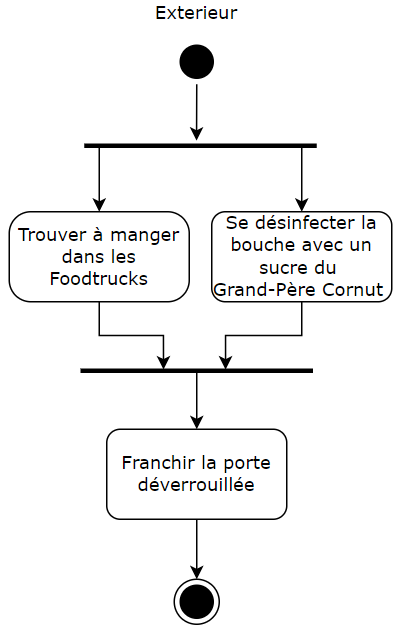 Exterieur
Trouver à manger
dans les
Foodtrucks
Se désinfecter la
bouche avec un
sucre du
Grand-Père Cornut
Franchir la porte
déverrouillée